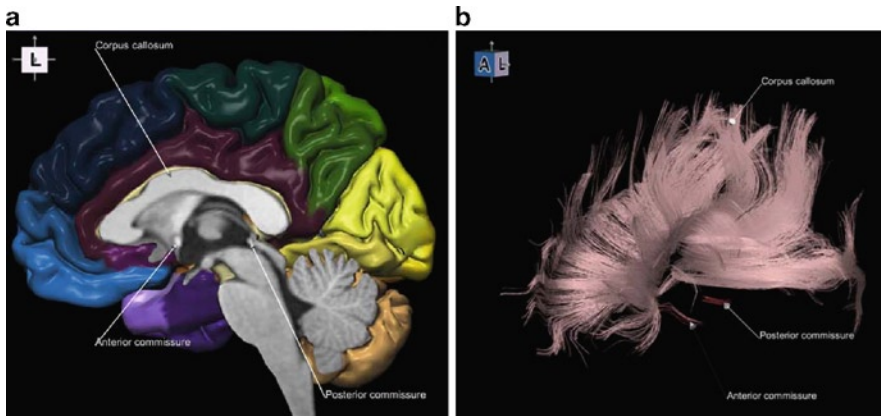 a
L
Corpus callosum
Anterior commissure
Posterior commissure
b
A L
Corpus callosum
Posterior commissure
Anterior commissure